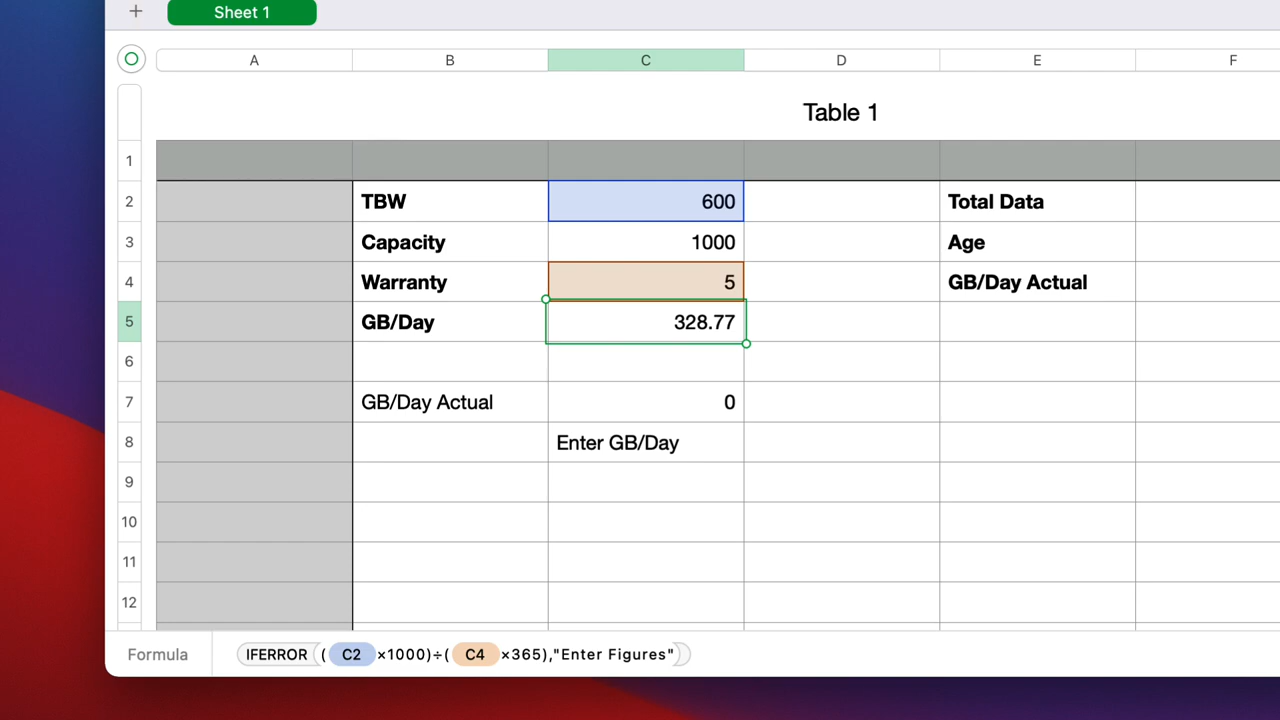 + Sheet 1
A B C D E F
Table 1
1
2 TBW 600 Total Data
3 Capacity 1000 Age
4 Warranty 5 GB/Day Actual
5 GB/Day 328.77
6
7 GB/Day Actual 0
8 Enter GB/Day
9
10
11
12
Formula IFERROR ( ( C2 ×1000)÷( C4 ×365),"Enter Figures" )